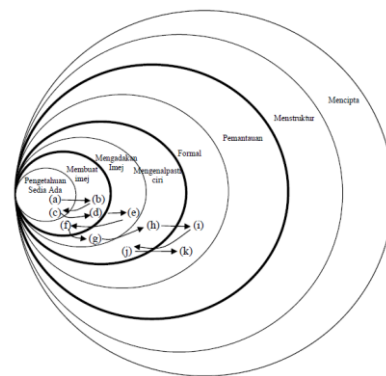 Mencipta
Menstruktur
Pemantauan
Formal
Mengenalpasti
ciri
Mengadakan
Imej
Membuat
imej
Pengetahuan
Sedia Ada
(a) (b)
(c) (d) (e)
(f)
(g) (h) (i)
(j) (k)